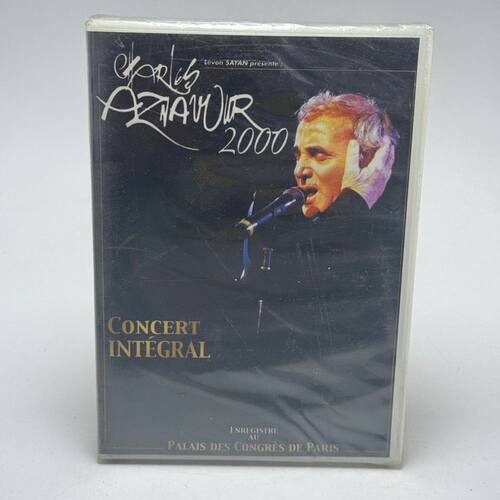 Lévon SAYAN présente :
CHARLES
AZNAVOUR
2000
CONCERT
INTÉGRAL
ENREGISTRÉ
AU
PALAIS DES CONGRÈS DE PARIS